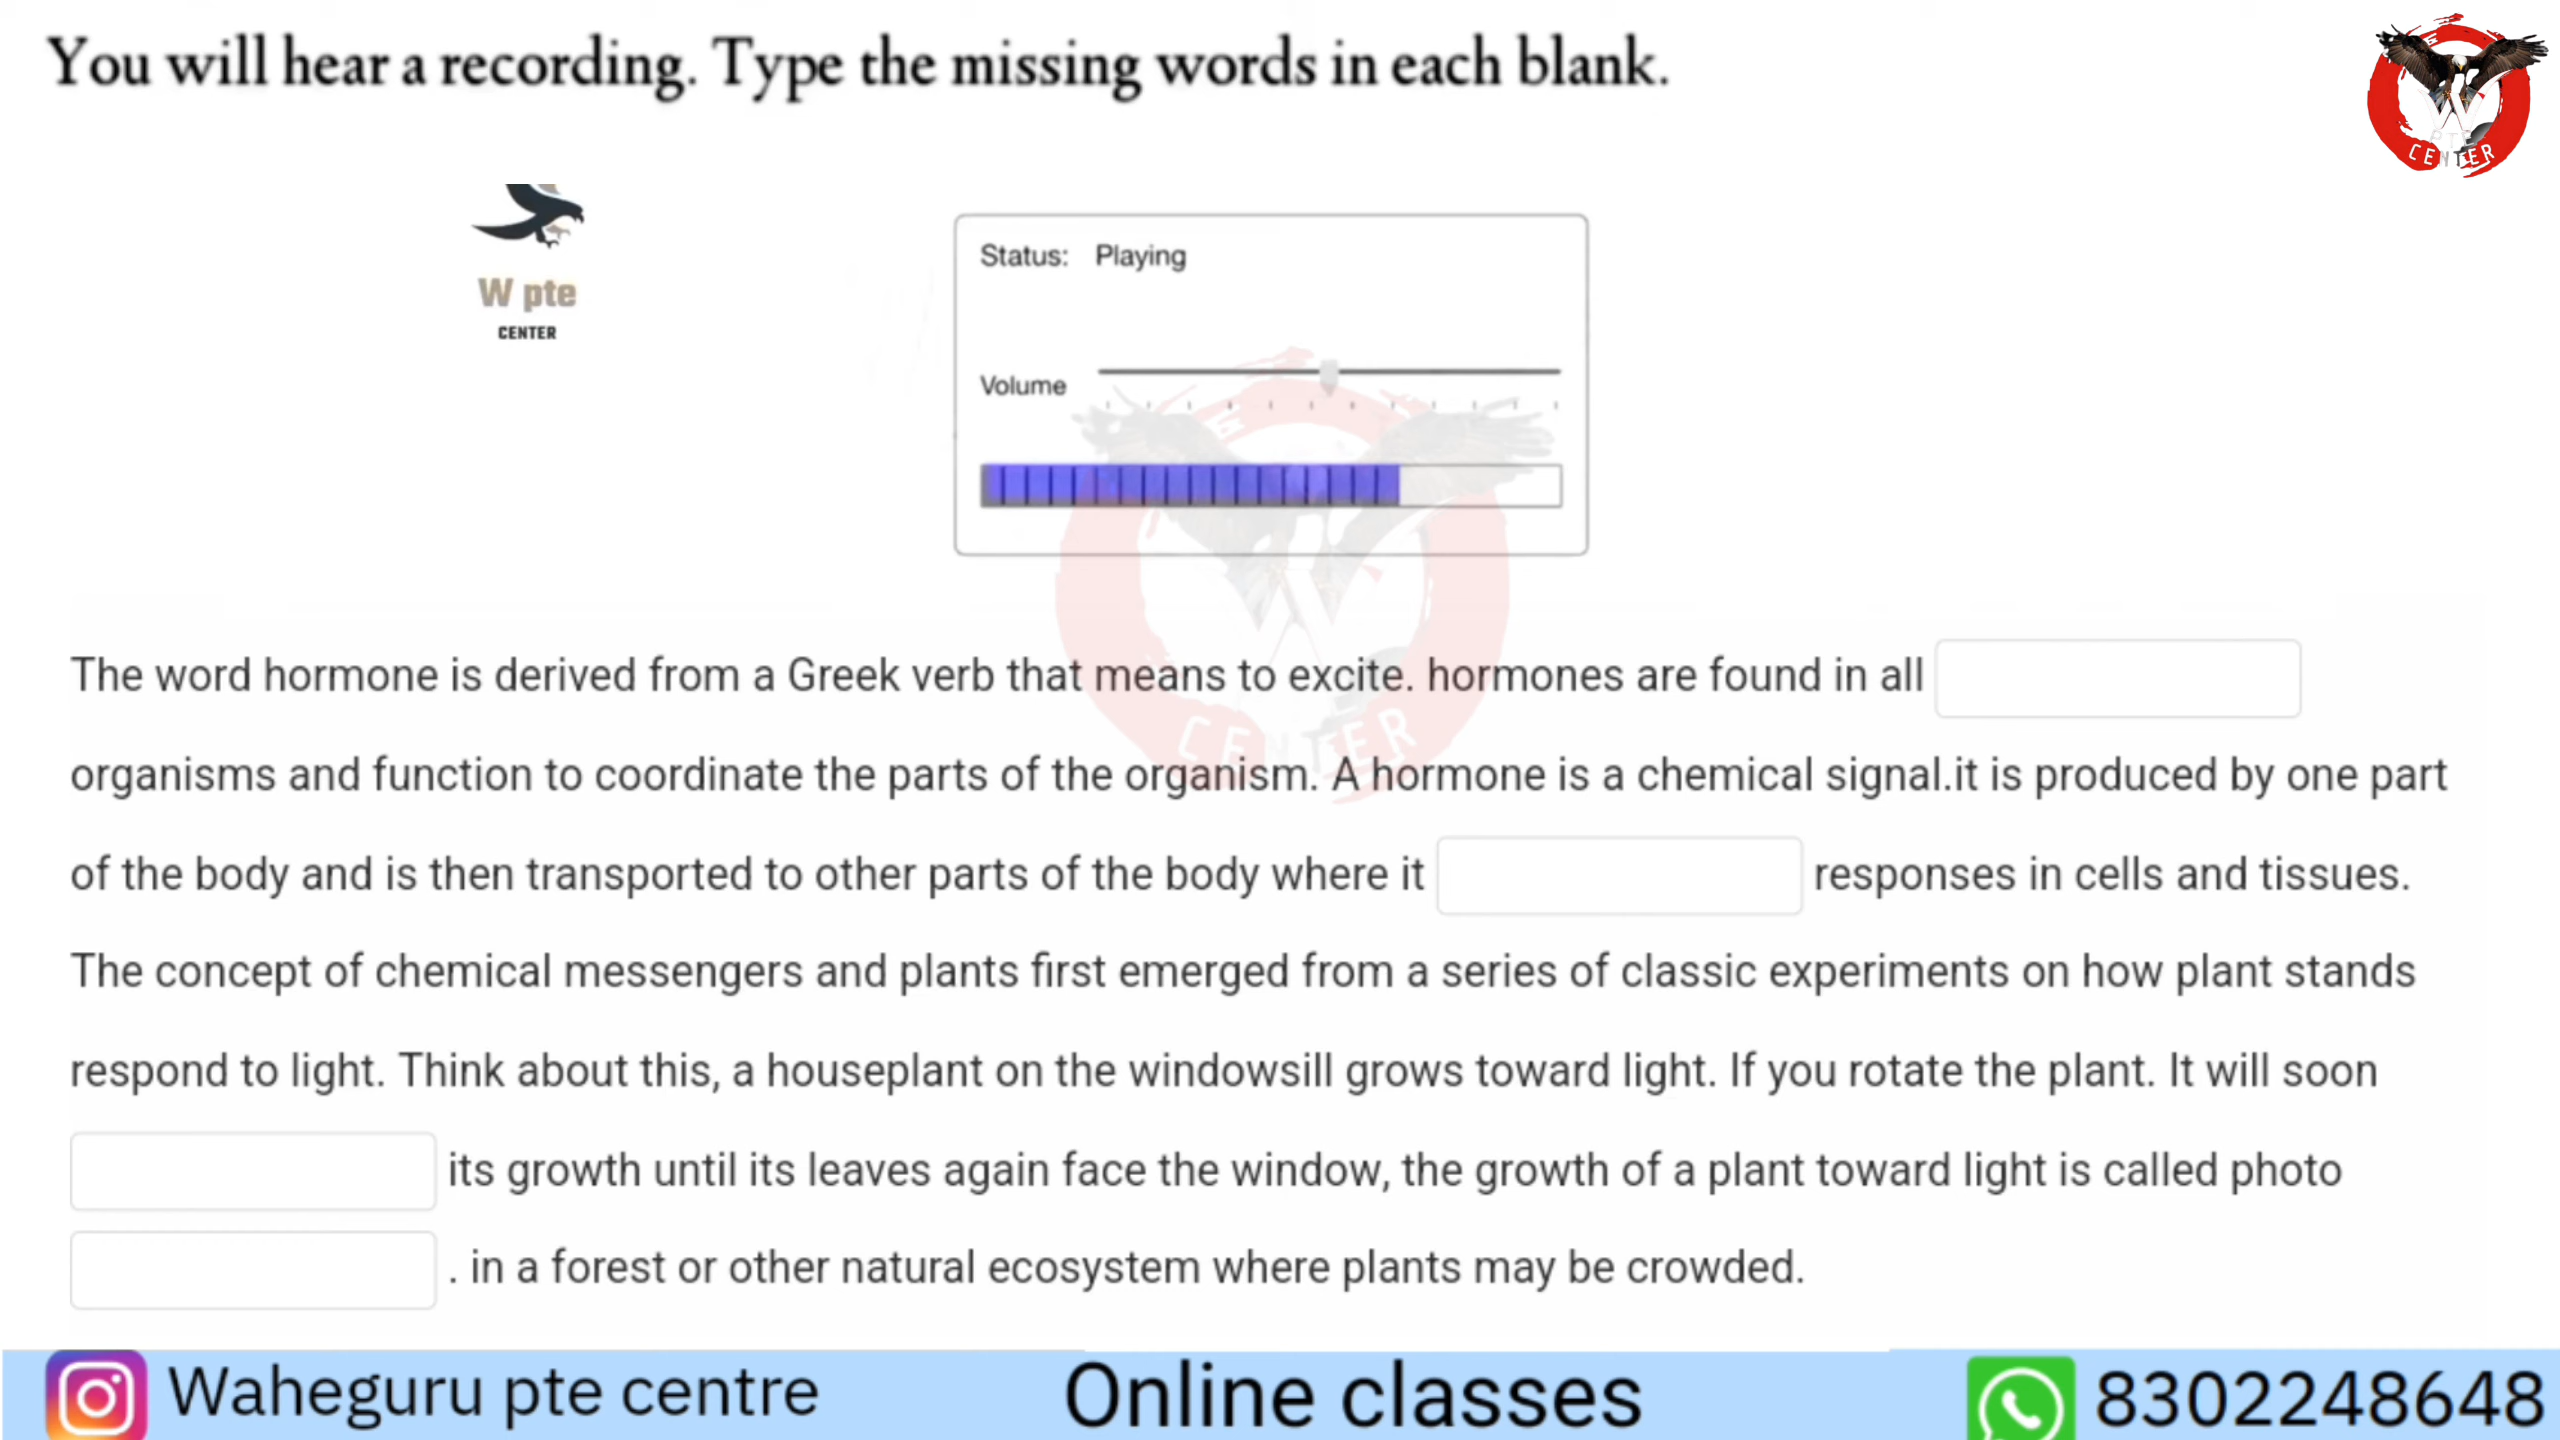 You will hear a recording. Type the missing words in each blank.
CENTER
W pte
CENTER
Status: Playing
Volume
The word hormone is derived from a Greek verb that means to excite. hormones are found in all
organisms and function to coordinate the parts of the organism. A hormone is a chemical signal.it is produced by one part
of the body and is then transported to other parts of the body where it responses in cells and tissues.
The concept of chemical messengers and plants first emerged from a series of classic experiments on how plant stands
respond to light. Think about this, a houseplant on the windowsill grows toward light. If you rotate the plant. It will soon
its growth until its leaves again face the window, the growth of a plant toward light is called photo
. in a forest or other natural ecosystem where plants may be crowded.
CENTER
Waheguru pte centre Online classes 8302248648